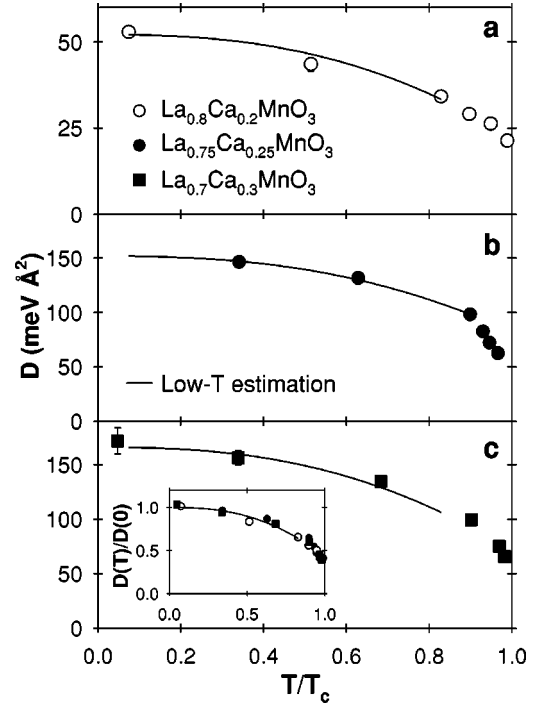 a
50
25
0
La0.8Ca0.2MnO3
La0.75Ca0.25MnO3
La0.7Ca0.3MnO3
b
150
100
50
0
D (meV Å²)
Low-T estimation
c
150
100
50
0
D(T)/D(0)
1.0
0.5
0.0
0.0 0.5 1.0
0.0 0.2 0.4 0.6 0.8 1.0
T/Tc